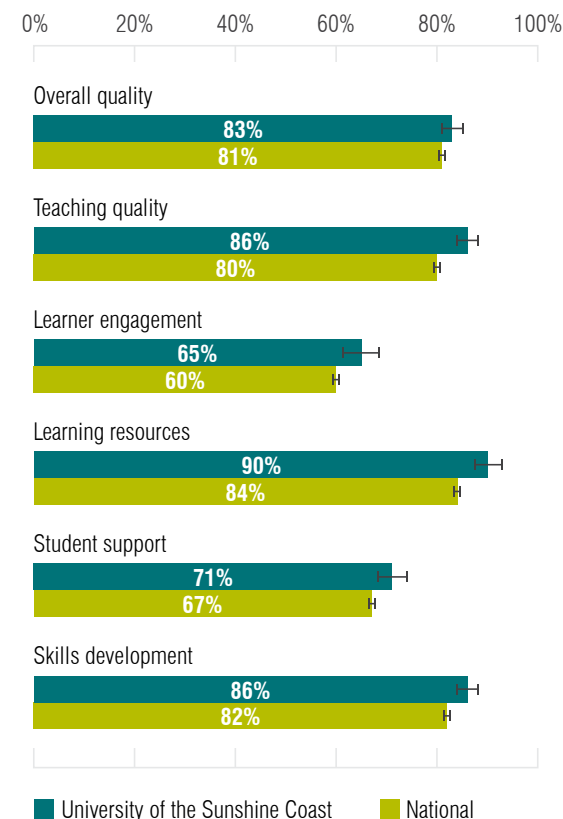 0% 20% 40% 60% 80% 100%
Overall quality
83%
81%
Teaching quality
86%
80%
Learner engagement
65%
60%
Learning resources
90%
84%
Student support
71%
67%
Skills development
86%
82%
University of the Sunshine Coast National